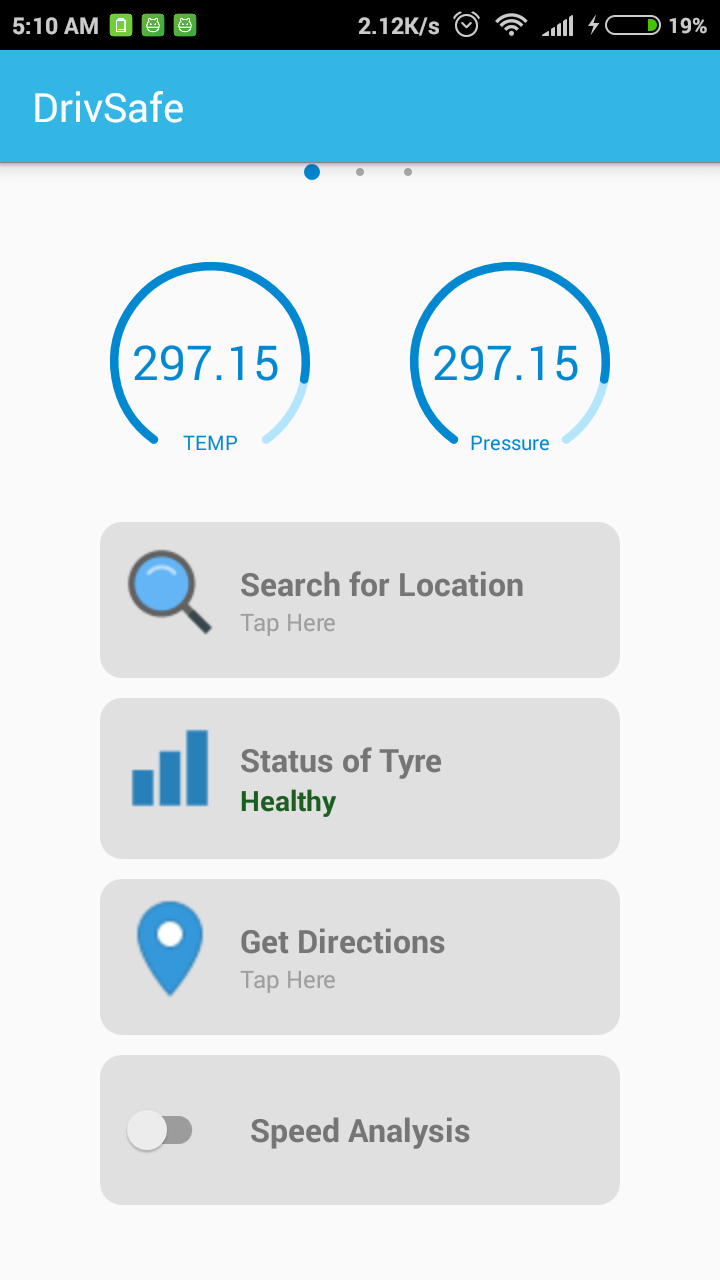 5:10 AM 2.12K/s 19%
DrivSafe
297.15 297.15
TEMP Pressure
Search for Location
Tap Here
Status of Tyre
Healthy
Get Directions
Tap Here
Speed Analysis